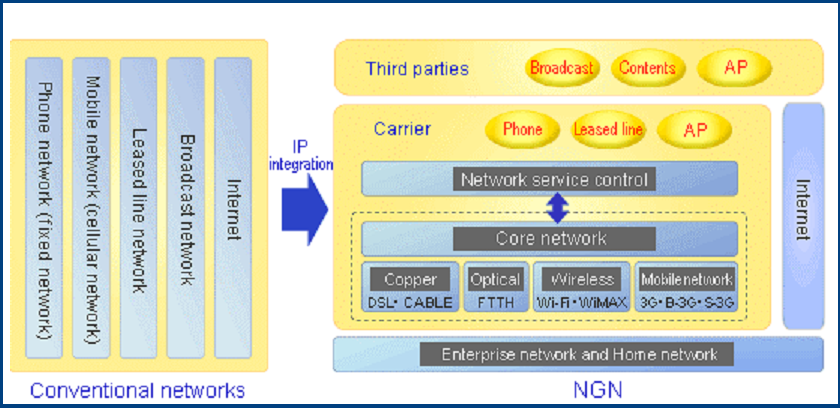 Phone network (fixed network)
Mobile network (cellular network)
Leased line network
Broadcast network
Internet
Conventional networks
IP
integration
Third parties
Broadcast
Contents
AP
Carrier
Phone
Leased line
AP
Network service control
Core network
Copper
DSL・CABLE
Optical
FTTH
Wireless
Wi-Fi・WiMAX
Mobile network
3G・B-3G・S-3G
Internet
Enterprise network and Home network
NGN